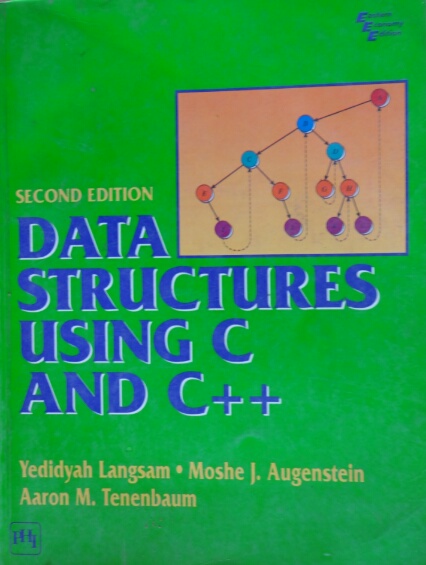 Eastern
Economy
Edition
SECOND EDITION
DATA
STRUCTURES
USING C
AND C++
Yedidyah Langsam • Moshe J. Augenstein
Aaron M. Tenenbaum
PHI